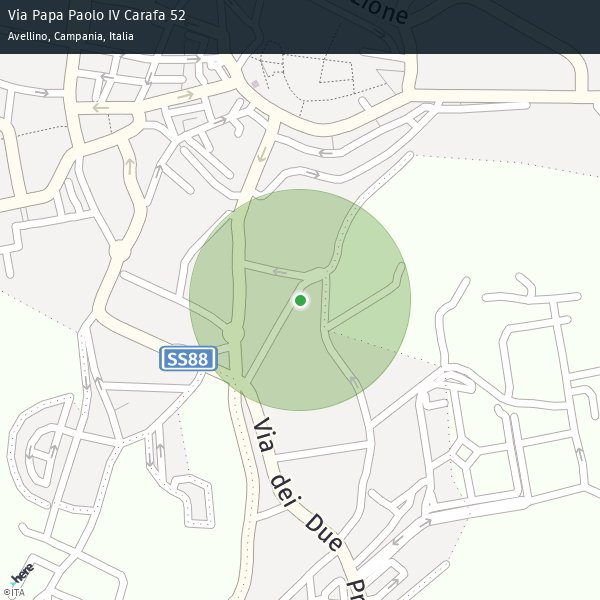 Via Papa Paolo IV Carafa 52
Avellino, Campania, Italia
zione
SS88
Via dei Due Pr
here
©ITA